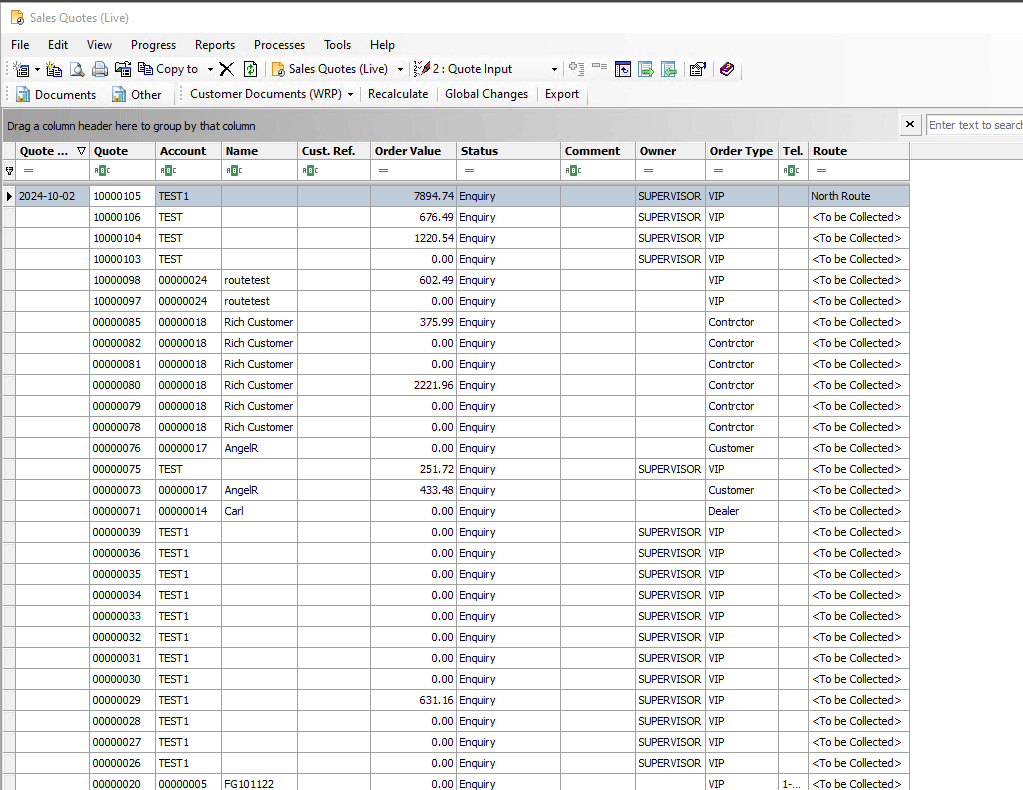 Sales Quotes (Live)
File Edit View Progress Reports Processes Tools Help
Copy to Sales Quotes (Live) 2 : Quote Input
Documents Other Customer Documents (WRP) Recalculate Global Changes Export
Drag a column header here to group by that column Enter text to search
Quote ... Quote Account Name Cust. Ref. Order Value Status Comment Owner Order Type Tel. Route
= ABC ABC ABC ABC = = ABC = = ABC =
2024-10-02 10000105 TEST1 7894.74 Enquiry SUPERVISOR VIP North Route
10000106 TEST 676.49 Enquiry SUPERVISOR VIP <To be Collected>
10000104 TEST 1220.54 Enquiry SUPERVISOR VIP <To be Collected>
10000103 TEST 0.00 Enquiry SUPERVISOR VIP <To be Collected>
10000098 00000024 routetest 602.49 Enquiry VIP <To be Collected>
10000097 00000024 routetest 0.00 Enquiry VIP <To be Collected>
00000085 00000018 Rich Customer 375.99 Enquiry Contrctor <To be Collected>
00000082 00000018 Rich Customer 0.00 Enquiry Contrctor <To be Collected>
00000081 00000018 Rich Customer 0.00 Enquiry Contrctor <To be Collected>
00000080 00000018 Rich Customer 2221.96 Enquiry Contrctor <To be Collected>
00000079 00000018 Rich Customer 0.00 Enquiry Contrctor <To be Collected>
00000078 00000018 Rich Customer 0.00 Enquiry Contrctor <To be Collected>
00000076 00000017 AngelR 0.00 Enquiry Customer <To be Collected>
00000075 TEST 251.72 Enquiry SUPERVISOR VIP <To be Collected>
00000073 00000017 AngelR 433.48 Enquiry Customer <To be Collected>
00000071 00000014 Carl 0.00 Enquiry Dealer <To be Collected>
00000039 TEST1 0.00 Enquiry SUPERVISOR VIP <To be Collected>
00000036 TEST1 0.00 Enquiry SUPERVISOR VIP <To be Collected>
00000035 TEST1 0.00 Enquiry SUPERVISOR VIP <To be Collected>
00000034 TEST1 0.00 Enquiry SUPERVISOR VIP <To be Collected>
00000033 TEST1 0.00 Enquiry SUPERVISOR VIP <To be Collected>
00000032 TEST1 0.00 Enquiry SUPERVISOR VIP <To be Collected>
00000031 TEST1 0.00 Enquiry SUPERVISOR VIP <To be Collected>
00000030 TEST1 0.00 Enquiry SUPERVISOR VIP <To be Collected>
00000029 TEST1 631.16 Enquiry SUPERVISOR VIP <To be Collected>
00000028 TEST1 0.00 Enquiry SUPERVISOR VIP <To be Collected>
00000027 TEST1 0.00 Enquiry SUPERVISOR VIP <To be Collected>
00000026 TEST1 0.00 Enquiry SUPERVISOR VIP <To be Collected>
00000020 00000005 FG101122 0.00 Enquiry VIP 1-... <To be Collected>